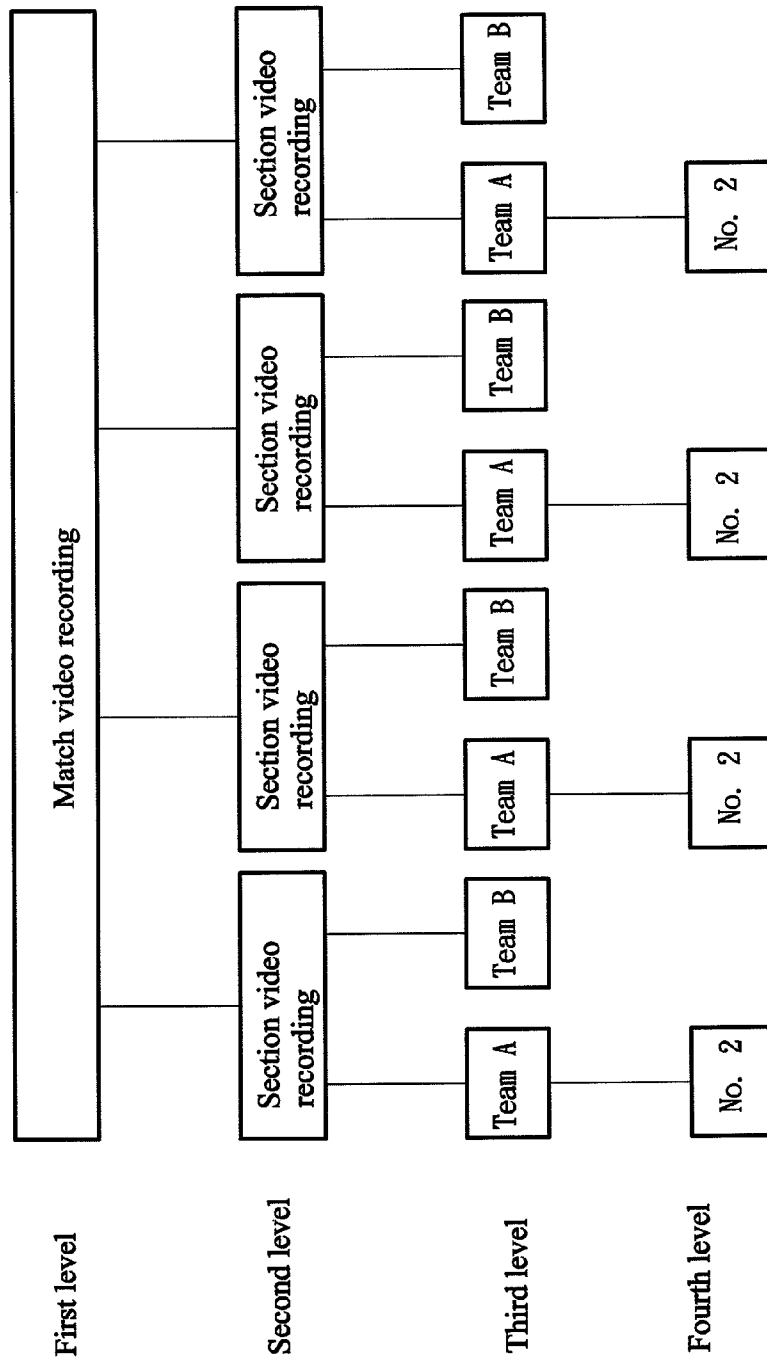 First level
Match video recording
Second level
Section video
recording
Section video
recording
Section video
recording
Section video
recording
Third level
Team A
Team B
Team A
Team B
Team A
Team B
Team A
Team B
Fourth level
No. 2
No. 2
No. 2
No. 2